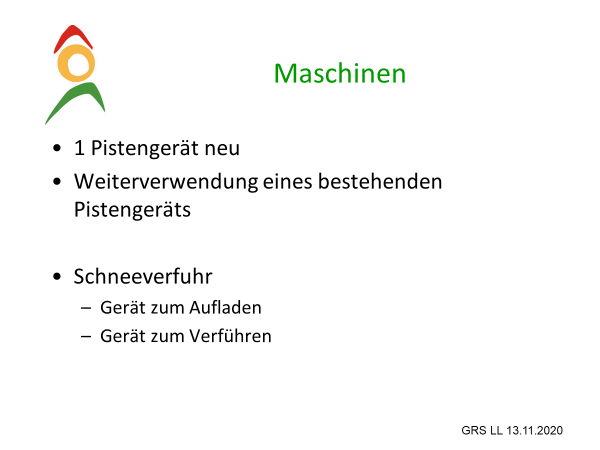 Maschinen
• 1 Pistengerät neu
• Weiterverwendung eines bestehenden
Pistengeräts
• Schneeverfuhr
– Gerät zum Aufladen
– Gerät zum Verführen
GRS LL 13.11.2020